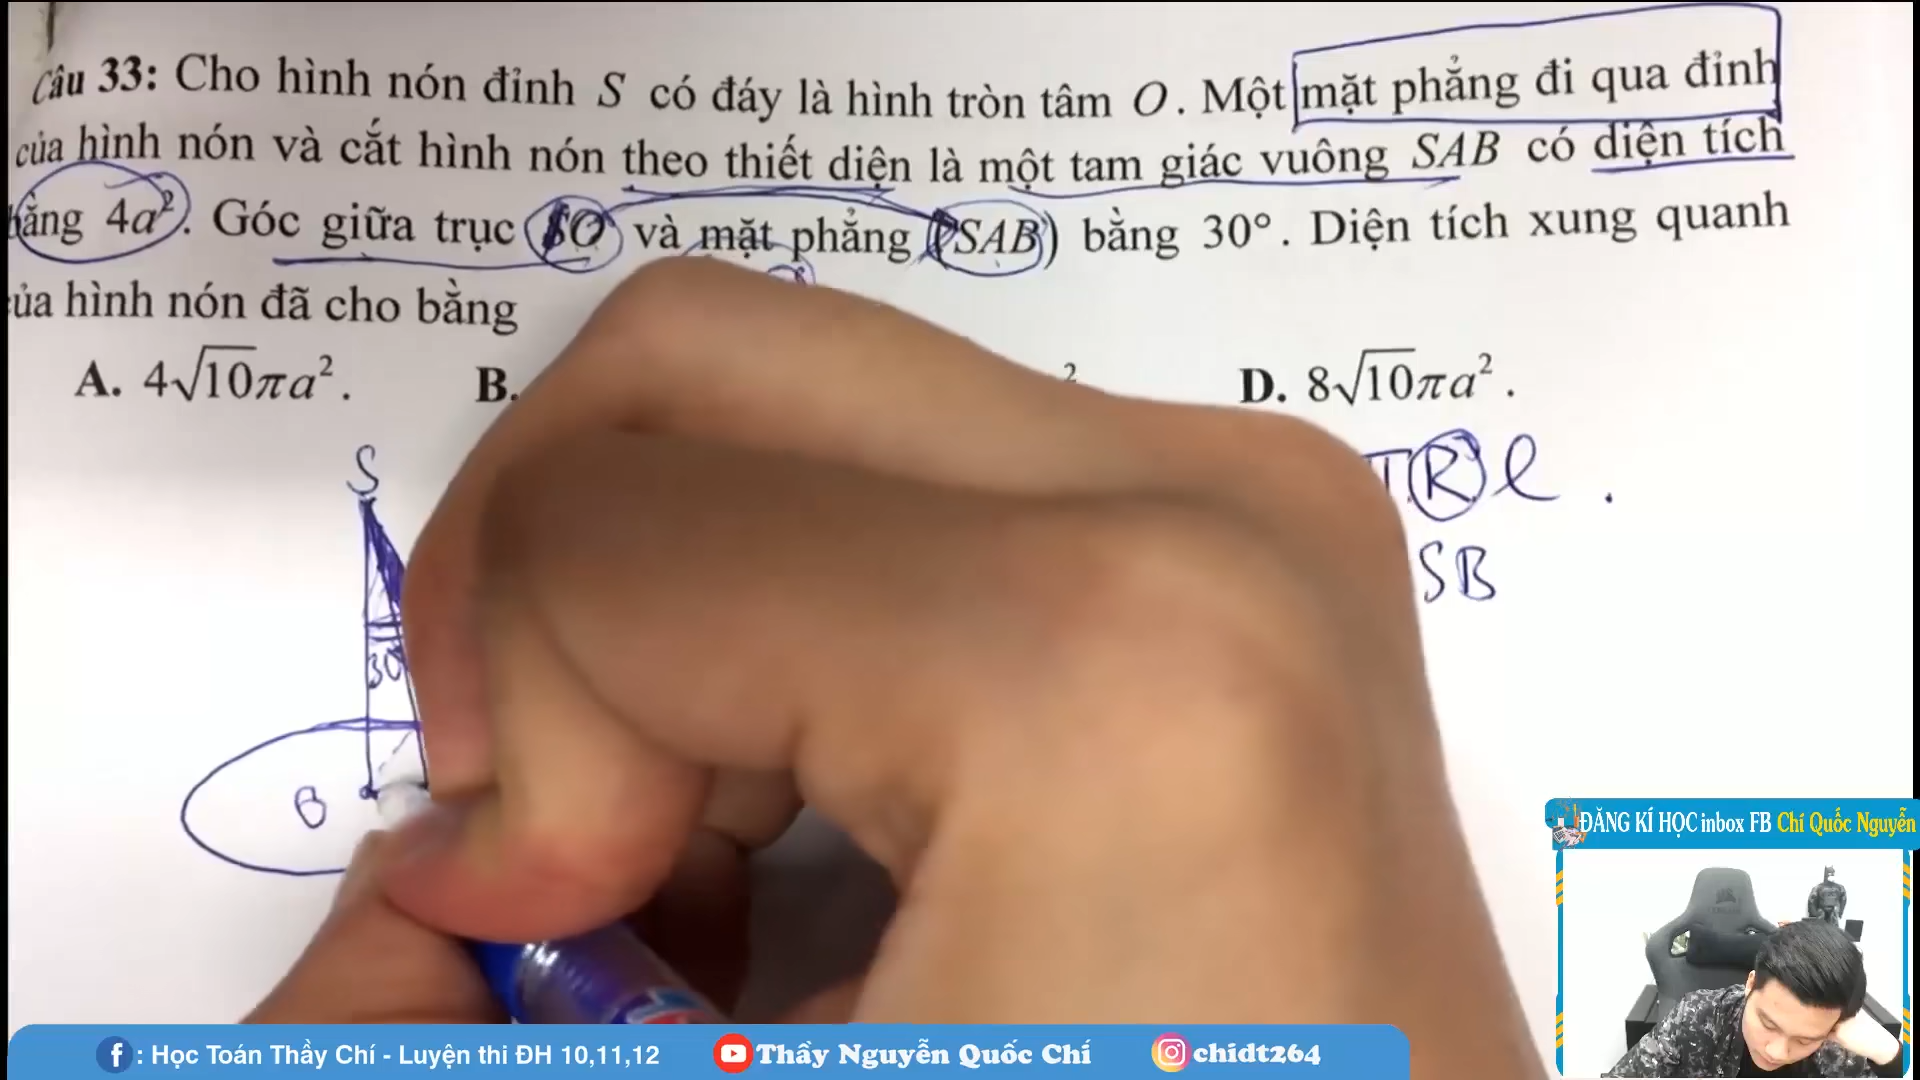 Câu 33: Cho hình nón đỉnh S có đáy là hình tròn tâm O. Một mặt phẳng đi qua đỉnh
của hình nón và cắt hình nón theo thiết diện là một tam giác vuông SAB có diện tích
bằng 4a². Góc giữa trục SO và mặt phẳng (SAB) bằng 30°. Diện tích xung quanh
của hình nón đã cho bằng
A. 4√10πa². B. 2 D. 8√10πa².
S
R l .
SB
30
O
ĐĂNG KÍ HỌC inbox FB Chí Quốc Nguyễn
f : Học Toán Thầy Chí - Luyện thi ĐH 10,11,12
Thầy Nguyễn Quốc Chí
chidt264